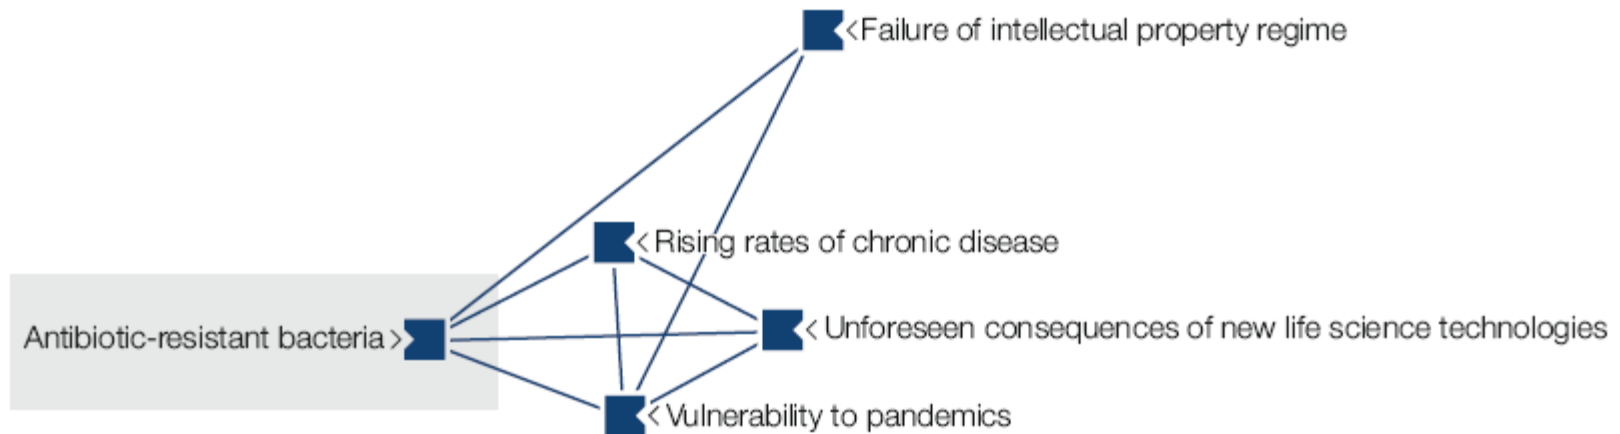 Failure of intellectual property regime
Rising rates of chronic disease
Antibiotic-resistant bacteria
Unforeseen consequences of new life science technologies
Vulnerability to pandemics